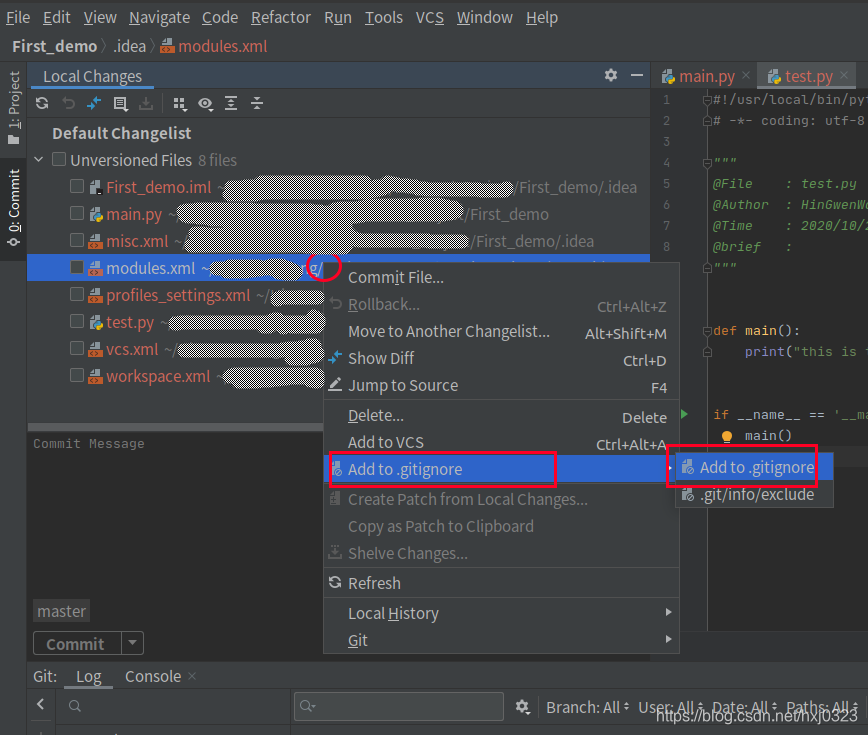 File Edit View Navigate Code Refactor Run Tools VCS Window Help
First_demo .idea modules.xml
1: Project
0: Commit
Local Changes
Default Changelist
Unversioned Files 8 files
First_demo.iml ~ /First_demo/.idea
main.py ~ /First_demo
misc.xml ~ /First_demo/.idea
modules.xml ~ g/
profiles_settings.xml ~/
test.py ~
vcs.xml ~/
workspace.xml ~
Commit Message
master
Commit
Commit File...
Rollback... Ctrl+Alt+Z
Move to Another Changelist... Alt+Shift+M
Show Diff Ctrl+D
Jump to Source F4
Delete... Delete
Add to VCS Ctrl+Alt+A
Add to .gitignore
Create Patch from Local Changes...
Copy as Patch to Clipboard
Shelve Changes...
Refresh
Local History
Git
Add to .gitignore
.git/info/exclude
main.py test.py
1 #!/usr/local/bin/py
2 # -*- coding: utf-8
3
4 """
5 @File : test.py
6 @Author : HinGwenWo
7 @Time : 2020/10/2
8 @brief :
"""
def main():
print("this is
if __name__ == '__ma
main()
Git: Log Console
Branch: All User: All Date: All Paths: All
https://blog.csdn.net/hxj0323